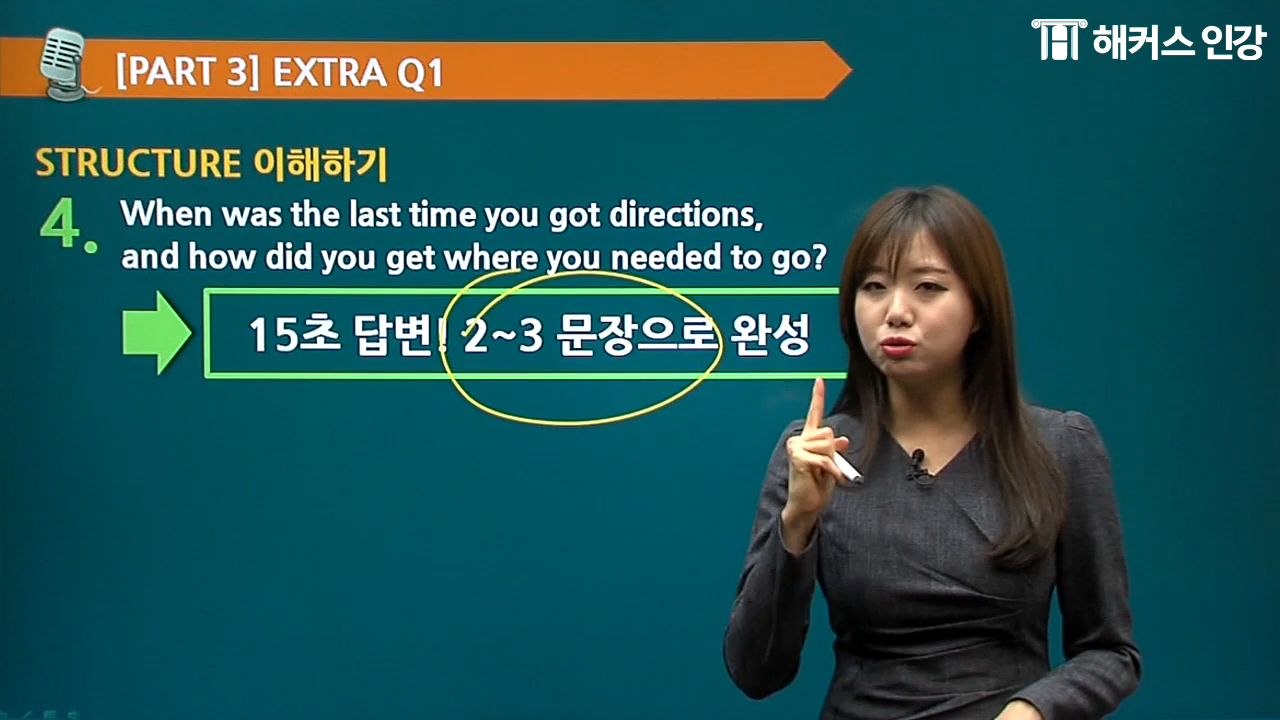 해커스 인강
[PART 3] EXTRA Q1
STRUCTURE 이해하기
4. When was the last time you got directions,
and how did you get where you needed to go?
15초 답변! 2~3 문장으로 완성